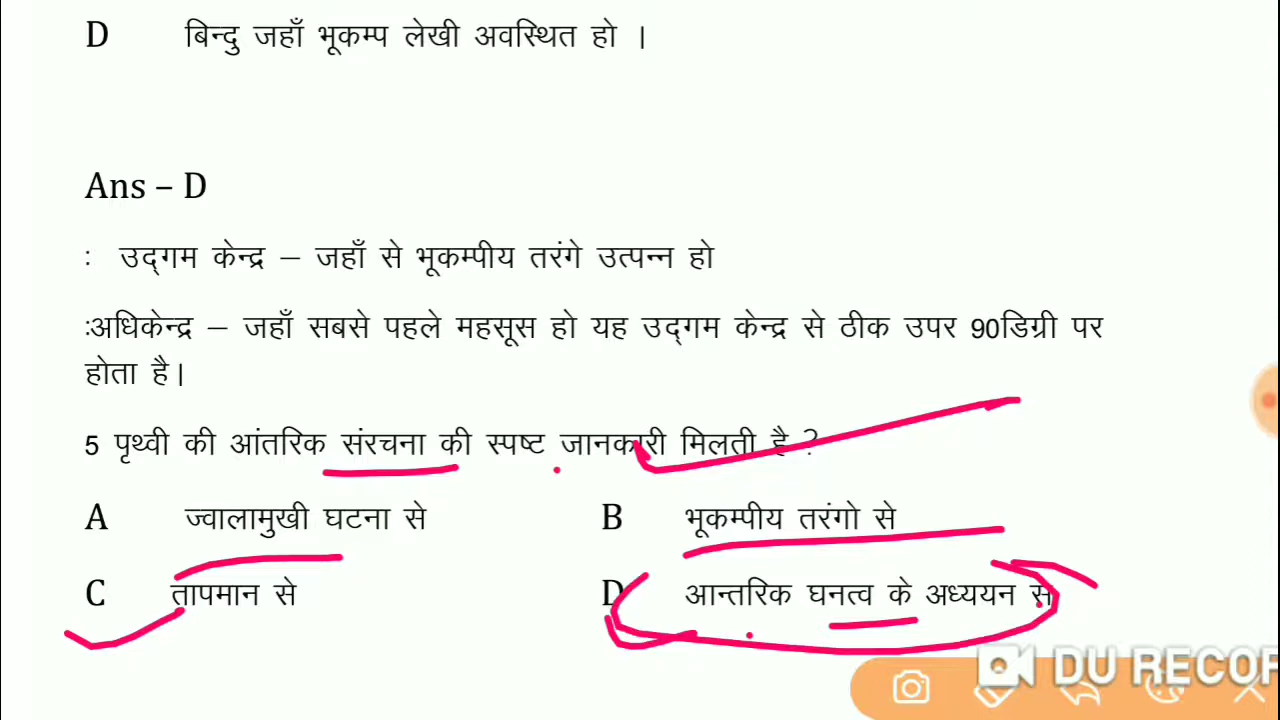 D बिन्दु जहाँ भूकम्प लेखी अवस्थित हो ।
Ans – D
: उद्गम केन्द्र – जहाँ से भूकम्पीय तरंगे उत्पन्न हो
:अधिकेन्द्र – जहाँ सबसे पहले महसूस हो यह उद्गम केन्द्र से ठीक उपर 90डिग्री पर
होता है।
5 पृथ्वी की आंतरिक संरचना की स्पष्ट जानकारी मिलती है ?
A ज्वालामुखी घटना से B भूकम्पीय तरंगो से
C तापमान से D आन्तरिक घनत्व के अध्ययन से
DU RECOR